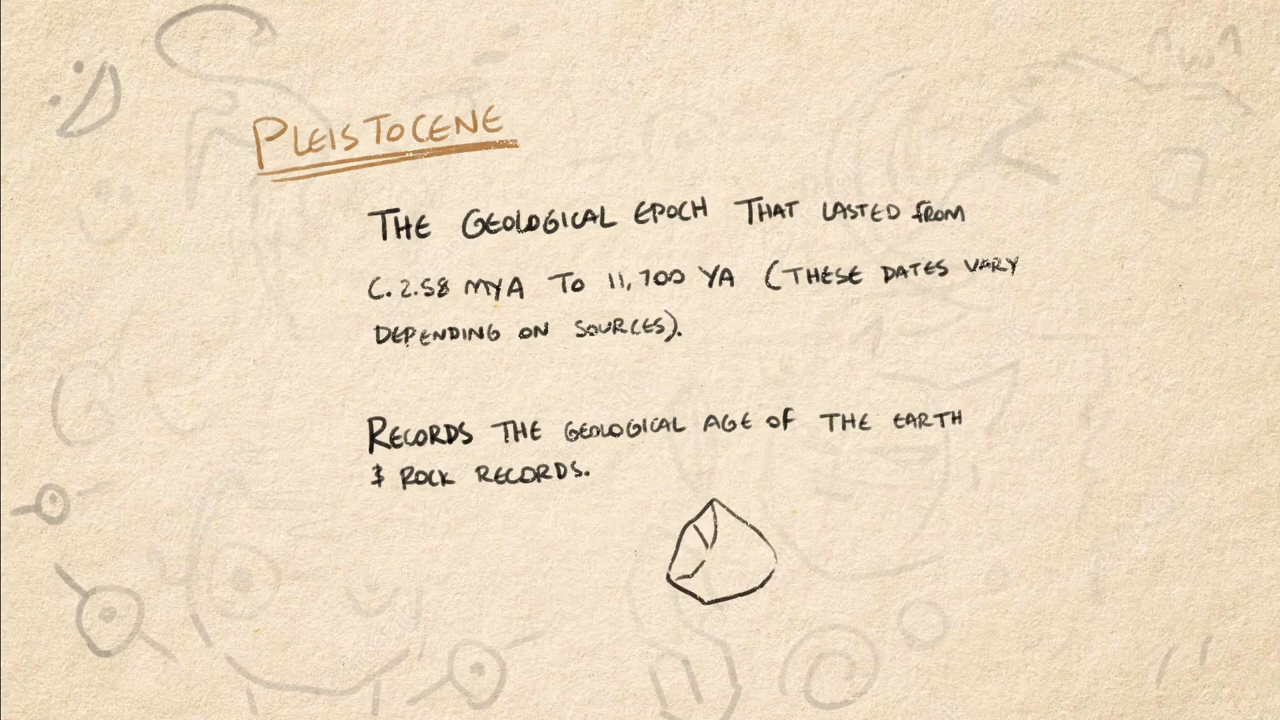 PLEISTOCENE
THE GEOLOGICAL EPOCH THAT LASTED from
C. 2.58 MYA TO 11,700 YA (THESE DATES VARY
DEPENDING ON SOURCES).
RECORDS THE GEOLOGICAL AGE OF THE EARTH
& ROCK RECORDS.